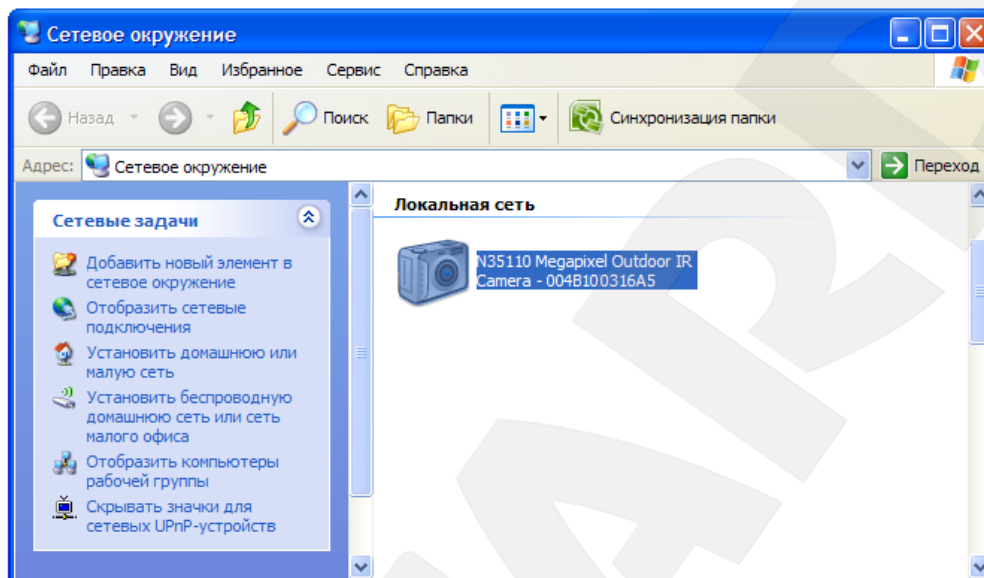 Сетевое окружение
Файл Правка Вид Избранное Сервис Справка
Назад Поиск Папки Синхронизация папки
Адрес: Сетевое окружение Переход
Сетевые задачи
Добавить новый элемент в
сетевое окружение
Отобразить сетевые
подключения
Установить домашнюю или
малую сеть
Установить беспроводную
домашнюю сеть или сеть
малого офиса
Отобразить компьютеры
рабочей группы
Скрывать значки для
сетевых UPnP-устройств
Локальная сеть
N35110 Megapixel Outdoor IR
Camera - 004B100316A5